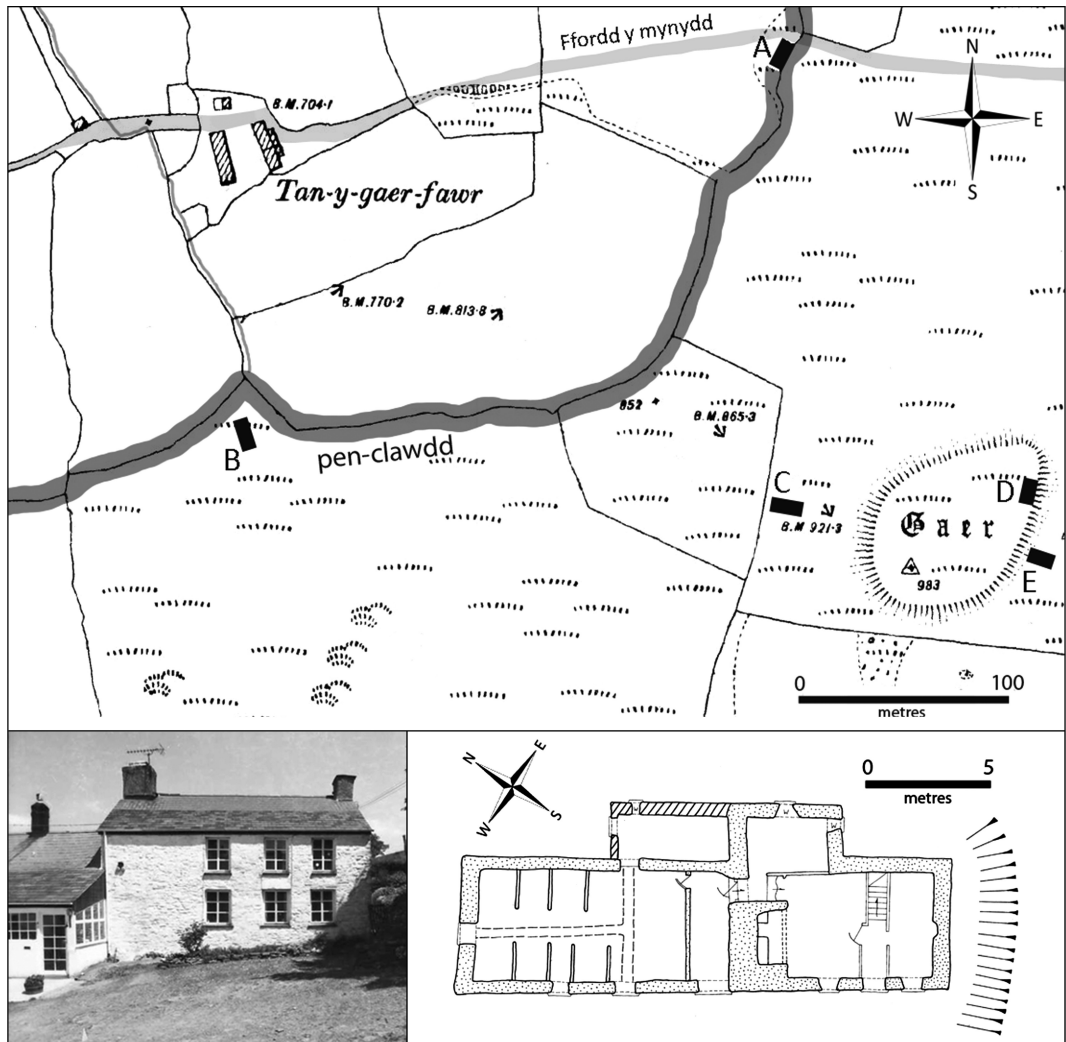 Ffordd y mynydd
A
N
W
E
S
B.M.704·1
Tan-y-gaer-fawr
B.M.770·2
B.M.813·8
852
B.M.865·3
B
pen-clawdd
C
B.M 921·3
D
Gaer
983
E
0
100
metres
N
E
W
S
0
5
metres
W
W
W